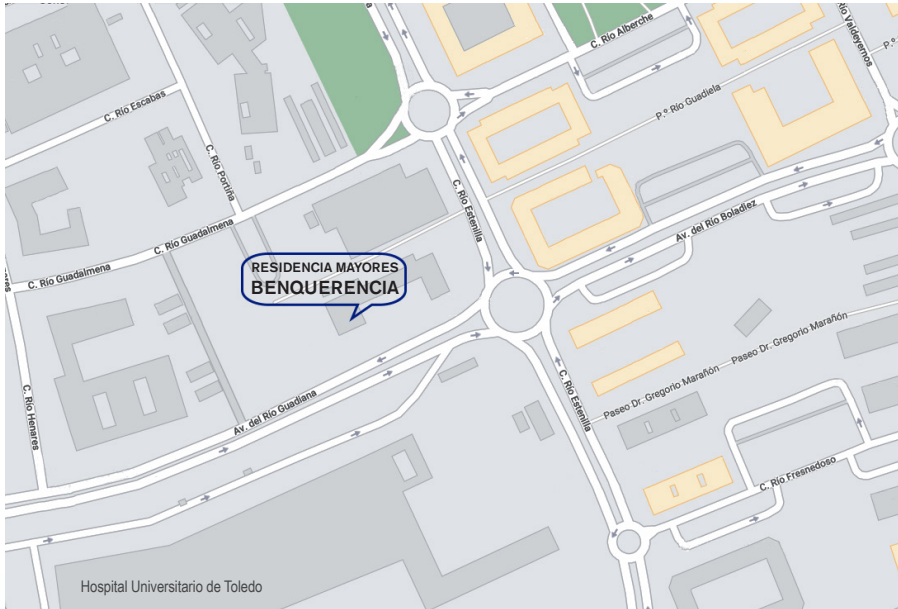 C. Río Alberche
C. Río Valdeyernos
P.º Río Guadiela
C. Río Escabas
C. Río Portiña
C. Río Estenilla
C. Río Guadalmena
C. Río Guadalmena
Av. del Río Boladiez
RESIDENCIA MAYORES
BENQUERENCIA
Paseo Dr. Gregorio Marañón
Paseo Dr. Gregorio Marañón
C. Río Estenilla
C. Río Henares
Av. del Río Guadiana
C. Río Fresnedoso
Hospital Universitario de Toledo